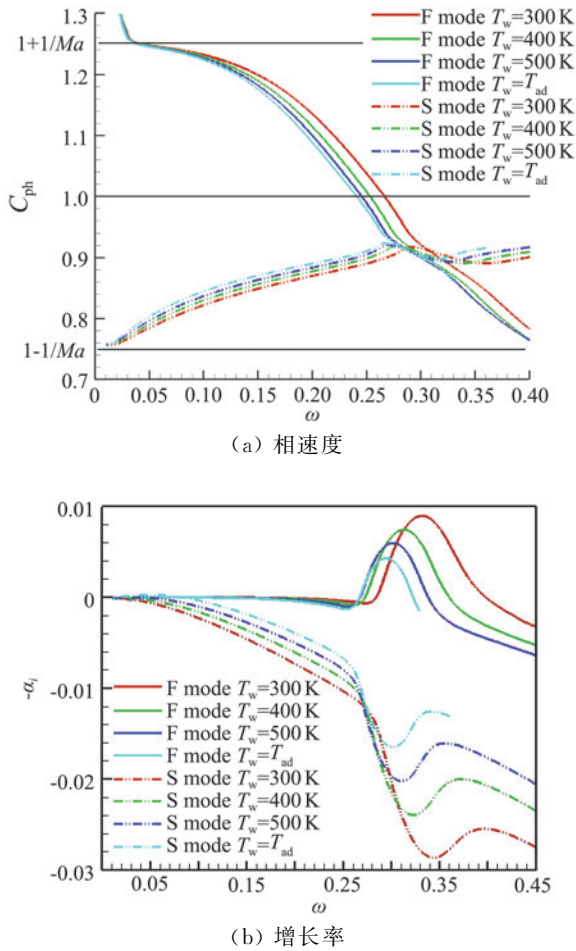 1.3
1+1/Ma
1.2
1.1
1.0
0.9
0.8
1-1/Ma
0.7
C_ph
F mode T_w=300 K
F mode T_w=400 K
F mode T_w=500 K
F mode T_w=T_ad
S mode T_w=300 K
S mode T_w=400 K
S mode T_w=500 K
S mode T_w=T_ad
0 0.05 0.10 0.15 0.20 0.25 0.30 0.35 0.40
ω
(a) 相速度
0.01
0
-0.01
-0.02
-0.03
-α_i
F mode T_w=300 K
F mode T_w=400 K
F mode T_w=500 K
F mode T_w=T_ad
S mode T_w=300 K
S mode T_w=400 K
S mode T_w=500 K
S mode T_w=T_ad
0.05 0.15 0.25 0.35 0.45
ω
(b) 增长率